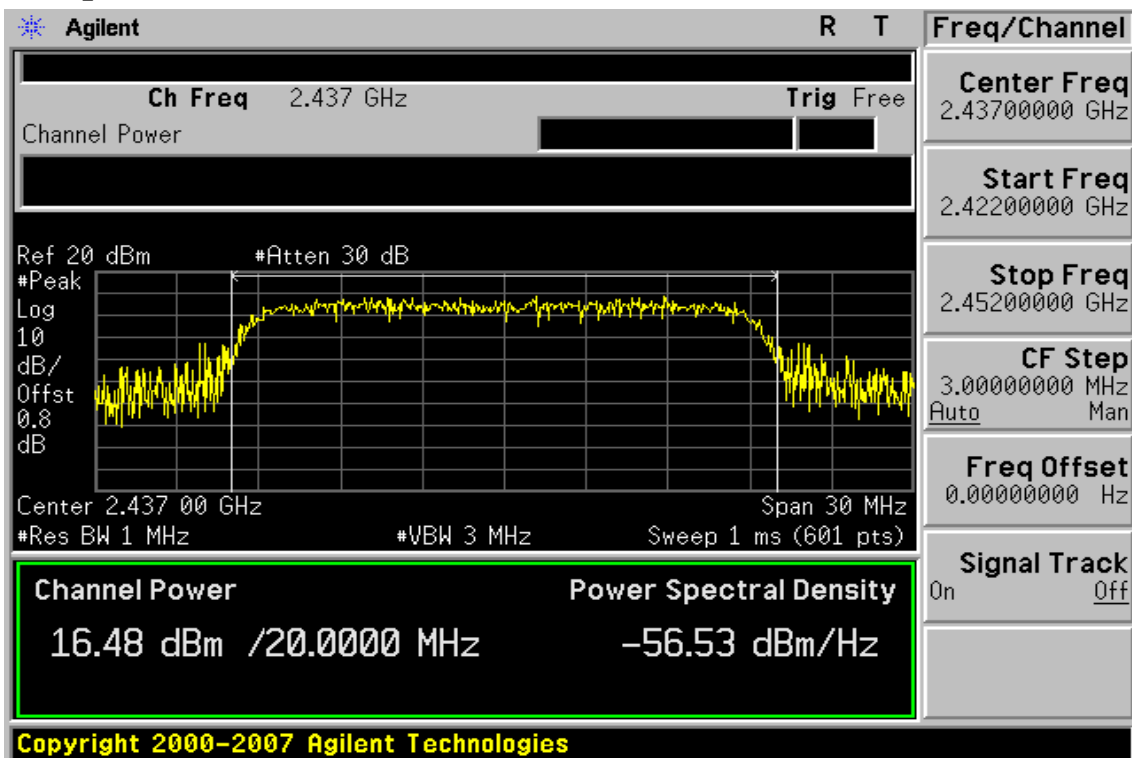 Agilent R T Freq/Channel
Ch Freq 2.437 GHz Trig Free
Channel Power
Center Freq
2.43700000 GHz
Start Freq
2.42200000 GHz
Stop Freq
2.45200000 GHz
CF Step
3.00000000 MHz
Auto Man
Freq Offset
0.00000000 Hz
Signal Track
On Off
Ref 20 dBm #Atten 30 dB
#Peak
Log
10
dB/
Offst
0.8
dB
Center 2.437 00 GHz Span 30 MHz
#Res BW 1 MHz #VBW 3 MHz Sweep 1 ms (601 pts)
Channel Power Power Spectral Density
16.48 dBm /20.0000 MHz -56.53 dBm/Hz
Copyright 2000-2007 Agilent Technologies